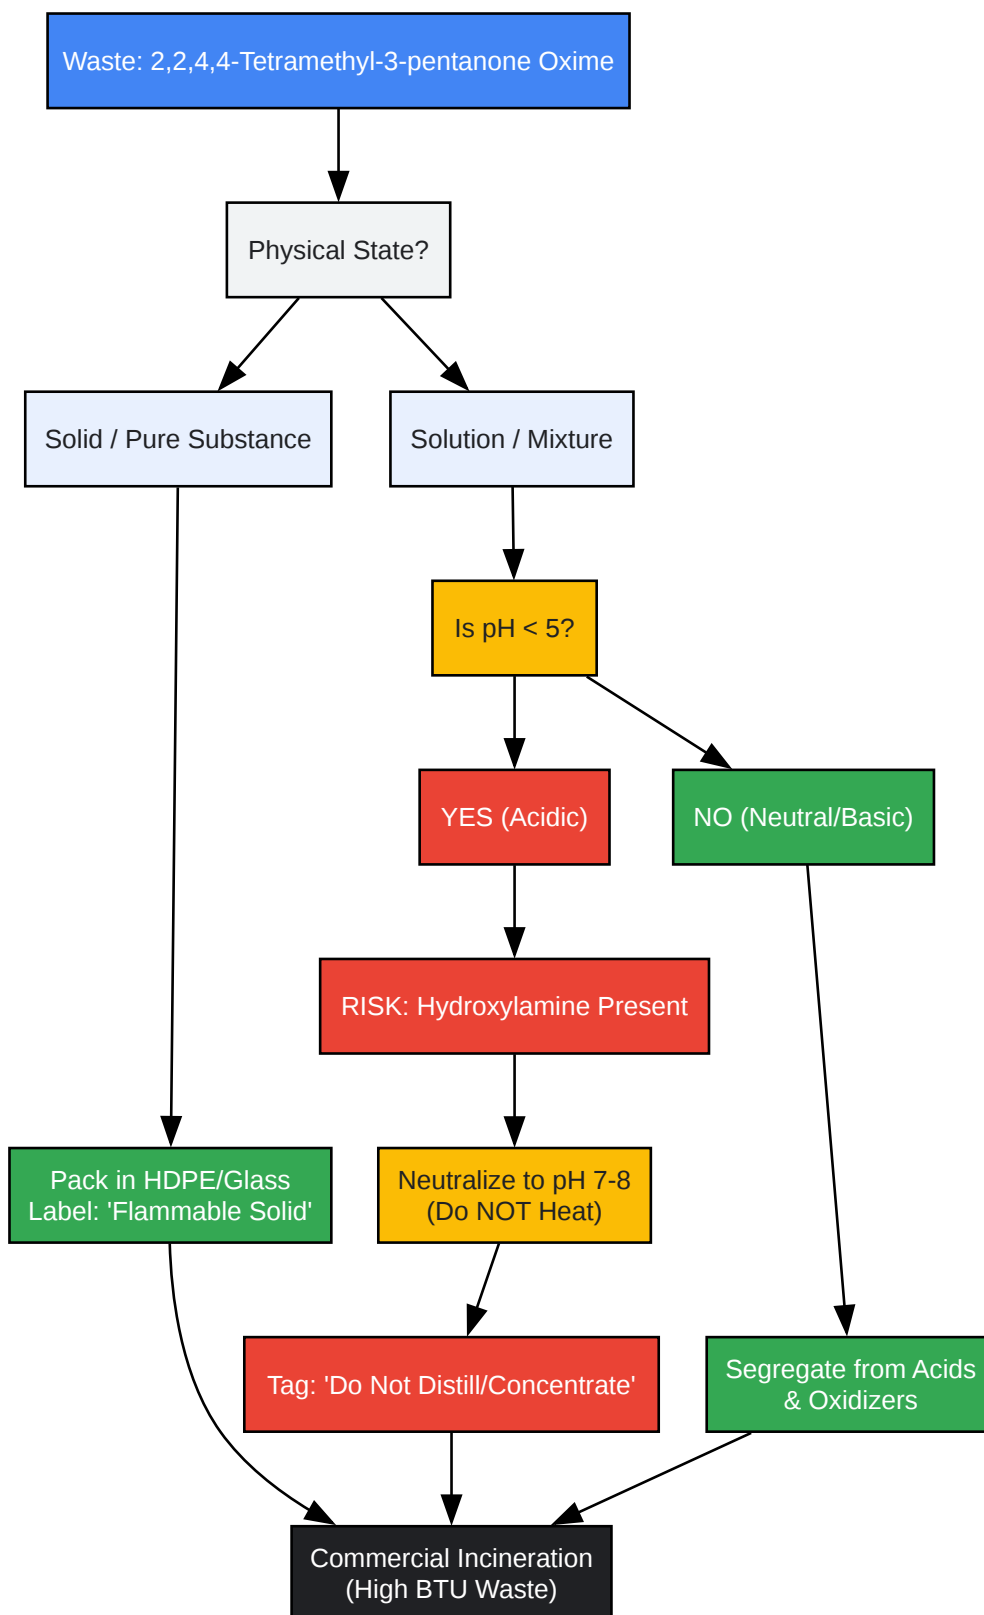 Waste: 2,2,4,4-Tetramethyl-3-pentanone Oxime
Physical State?
Solid / Pure Substance
Solution / Mixture
Is pH < 5?
YES (Acidic)
NO (Neutral/Basic)
RISK: Hydroxylamine Present
Pack in HDPE/Glass
Label: 'Flammable Solid'
Neutralize to pH 7-8
(Do NOT Heat)
Tag: 'Do Not Distill/Concentrate'
Segregate from Acids
& Oxidizers
Commercial Incineration
(High BTU Waste)